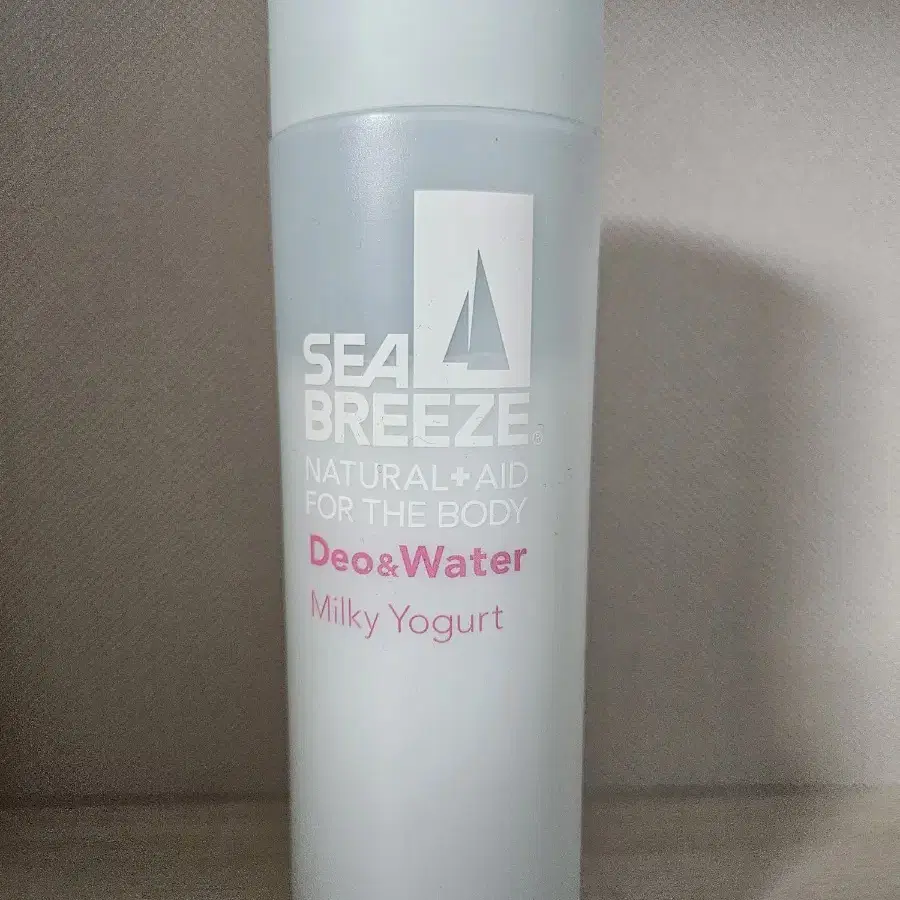 SEA
BREEZE®
NATURAL+AID
FOR THE BODY
Deo&Water
Milky Yogurt